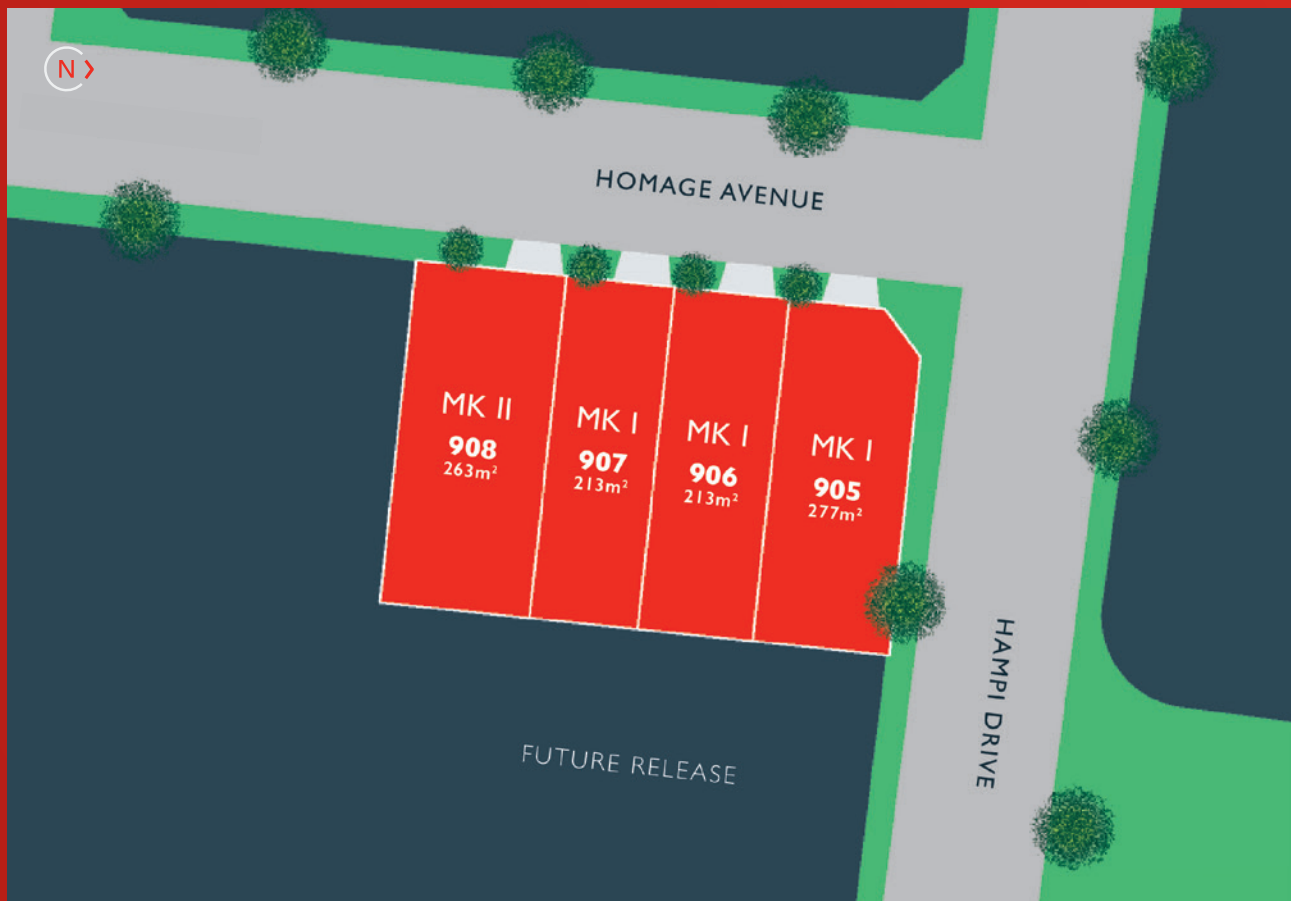 N
HOMAGE AVENUE
MK II
908
263m²
MK I
907
213m²
MK I
906
213m²
MK I
905
277m²
HAMPI DRIVE
FUTURE RELEASE